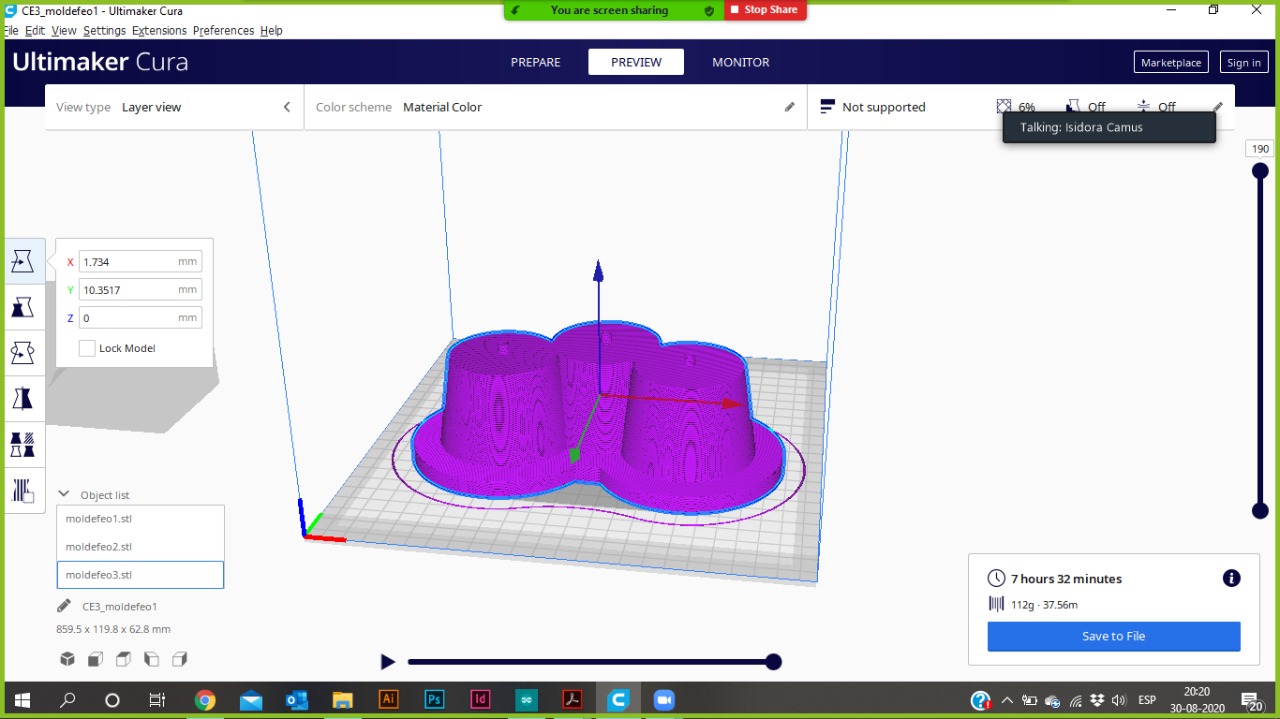 CE3_moldefeo1 - Ultimaker Cura
You are screen sharing
Stop Share
File Edit View Settings Extensions Preferences Help
Ultimaker Cura
PREPARE
PREVIEW
MONITOR
Marketplace
Sign in
View type Layer view
Color scheme Material Color
Not supported
6%
Off
Off
Talking: Isidora Camus
190
X 1.734 mm
Y 10.3517 mm
Z 0 mm
Lock Model
Object list
moldefeo1.stl
moldefeo2.stl
moldefeo3.stl
CE3_moldefeo1
859.5 x 119.8 x 62.8 mm
7 hours 32 minutes
112g · 37.56m
Save to File
Ai
Ps
Id
ESP
20:20
30-08-2020
20